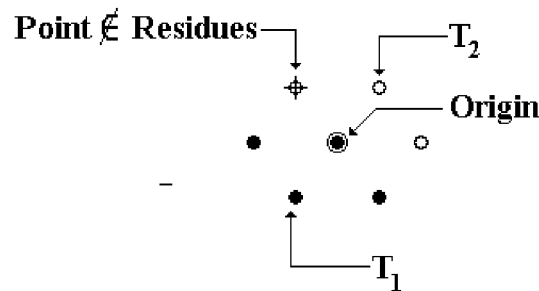 Point ∉ Residues
T₂
Origin
T₁